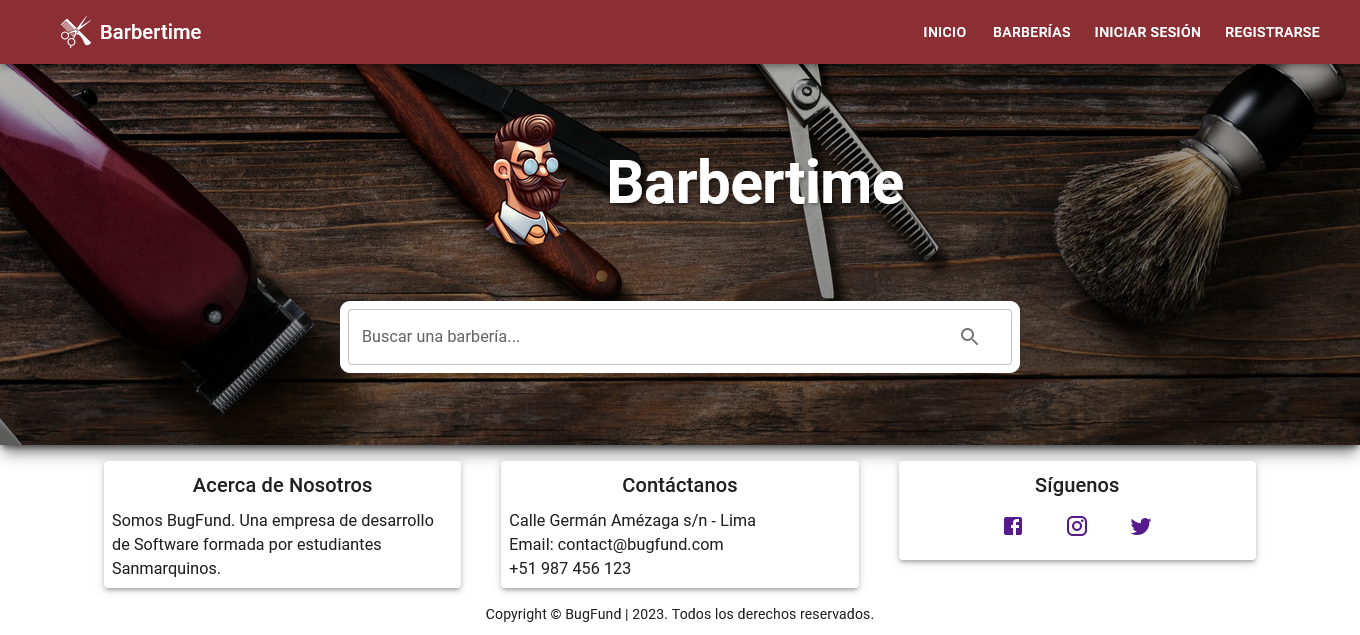 Barbertime
INICIO BARBERÍAS INICIAR SESIÓN REGISTRARSE
Barbertime
Buscar una barbería...
Acerca de Nosotros
Somos BugFund. Una empresa de desarrollo
de Software formada por estudiantes
Sanmarquinos.
Contáctanos
Calle Germán Amézaga s/n - Lima
Email: contact@bugfund.com
+51 987 456 123
Síguenos
Copyright © BugFund | 2023. Todos los derechos reservados.